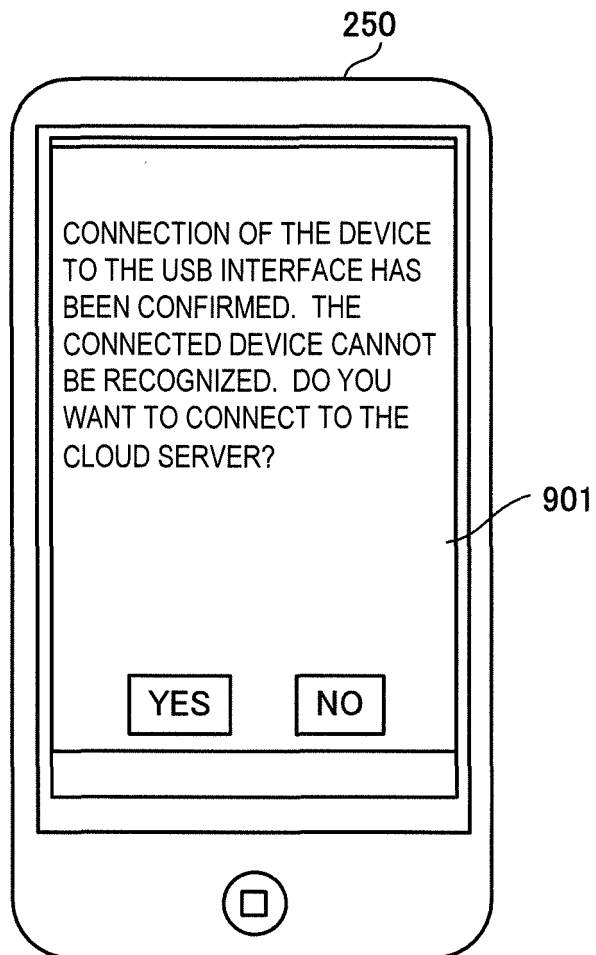 250
CONNECTION OF THE DEVICE
TO THE USB INTERFACE HAS
BEEN CONFIRMED. THE
CONNECTED DEVICE CANNOT
BE RECOGNIZED. DO YOU
WANT TO CONNECT TO THE
CLOUD SERVER?
901
YES NO